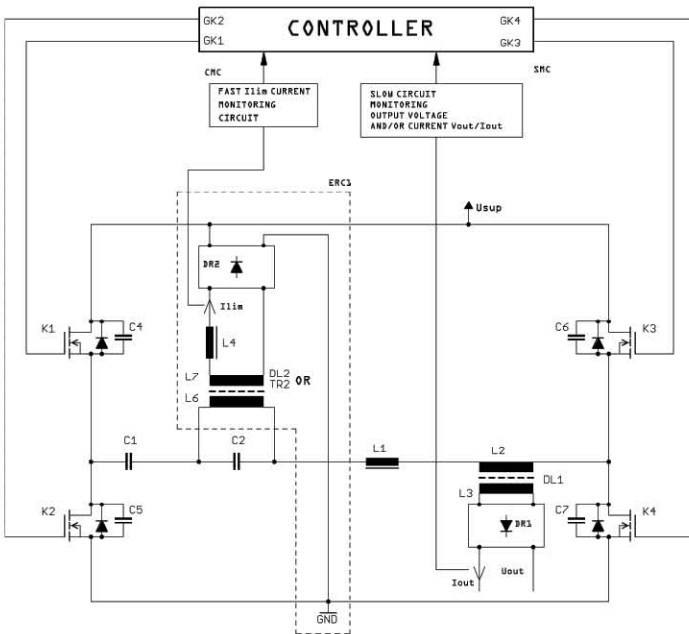 GK2
CONTROLLER
GK4
GK1
GK3
CMC
SMC
FAST Ilim CURRENT
MONITORING
CIRCUIT
SLOW CIRCUIT
MONITORING
OUTPUT VOLTAGE
AND/OR CURRENT Vout/Iout
ERC1
Usup
DR2
Ilim
K1
C4
C6
K3
L4
L7
DL2
TR2 OR
L6
C1
C2
L1
L2
L3
DL1
K2
C5
DR1
C7
K4
Iout
Uout
GND